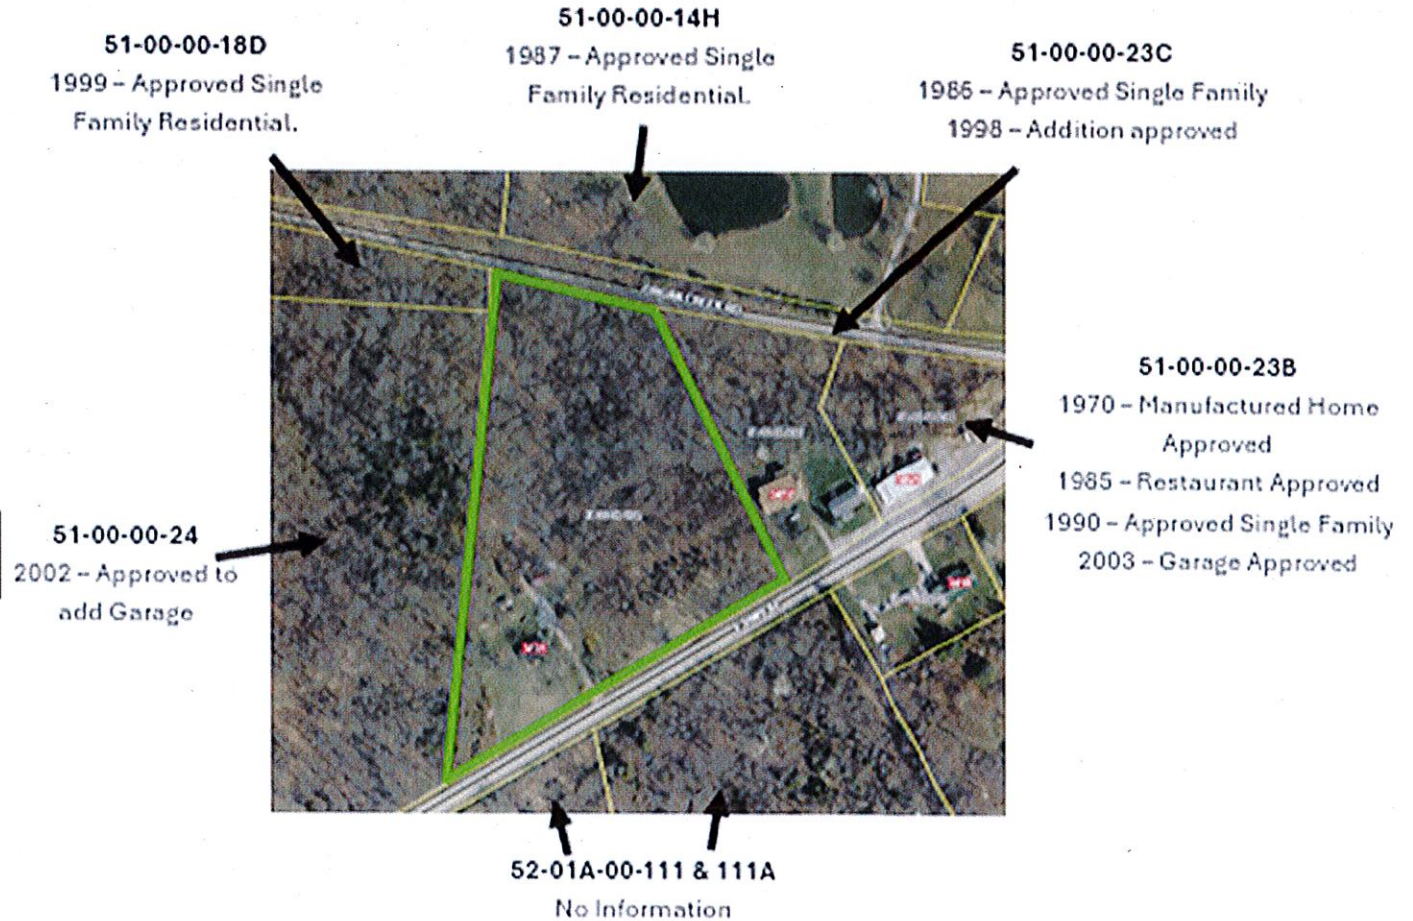 51-00-00-18D
1999 – Approved Single
Family Residential.
51-00-00-14H
1987 – Approved Single
Family Residential.
51-00-00-23C
1986 – Approved Single Family
1998 – Addition approved
51-00-00-23B
1970 – Manufactured Home
Approved
1985 – Restaurant Approved
1990 – Approved Single Family
2003 – Garage Approved
51-00-00-24
2002 – Approved to
add Garage
52-01A-00-111 & 111A
No Information